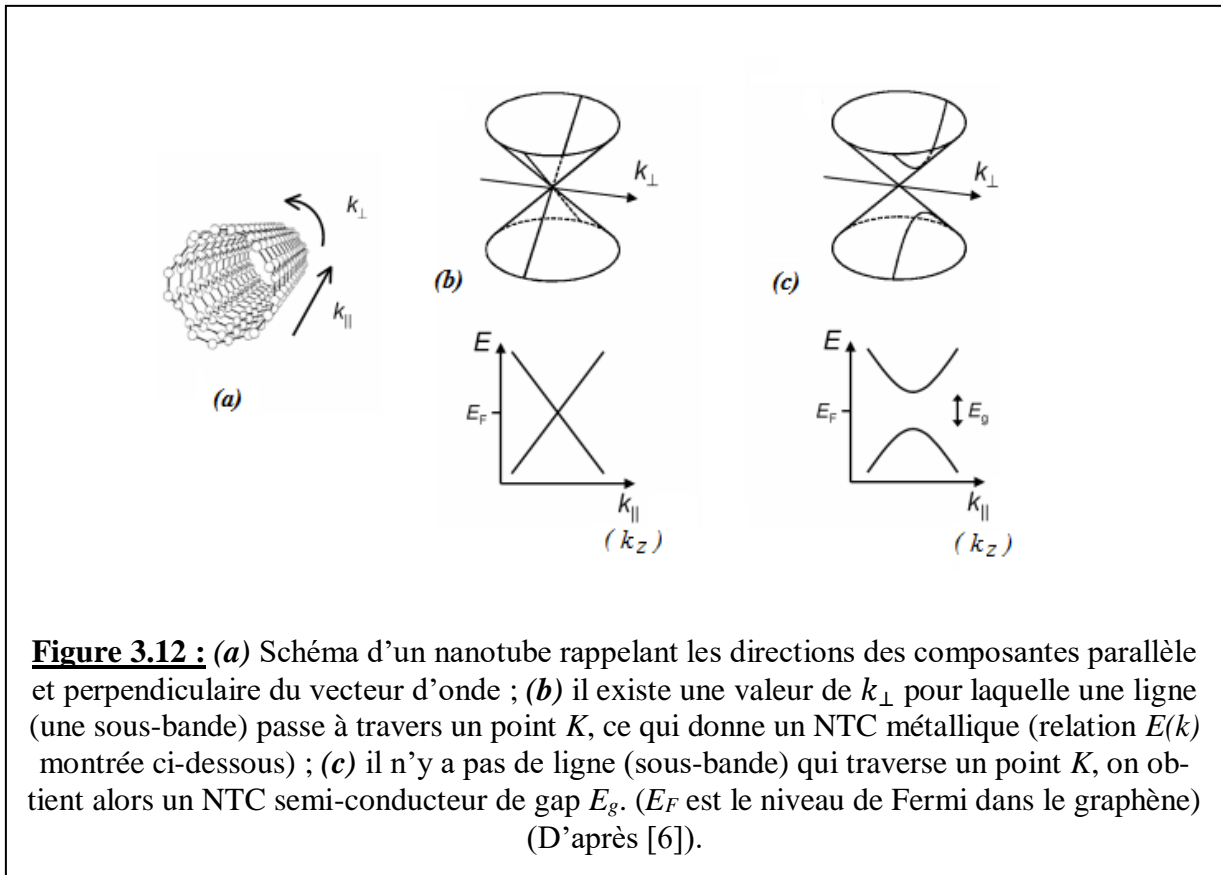 k⊥
k||
(a)
k⊥
(b)
E
E_F
k||
( k_Z )
k⊥
(c)
E
E_F
E_g
k||
( k_Z )
Figure 3.12 : (a) Schéma d’un nanotube rappelant les directions des composantes parallèle
et perpendiculaire du vecteur d’onde ; (b) il existe une valeur de k⊥ pour laquelle une ligne
(une sous-bande) passe à travers un point K, ce qui donne un NTC métallique (relation E(k)
montrée ci-dessous) ; (c) il n’y a pas de ligne (sous-bande) qui traverse un point K, on ob-
tient alors un NTC semi-conducteur de gap E_g. (E_F est le niveau de Fermi dans le graphène)
(D’après [6]).